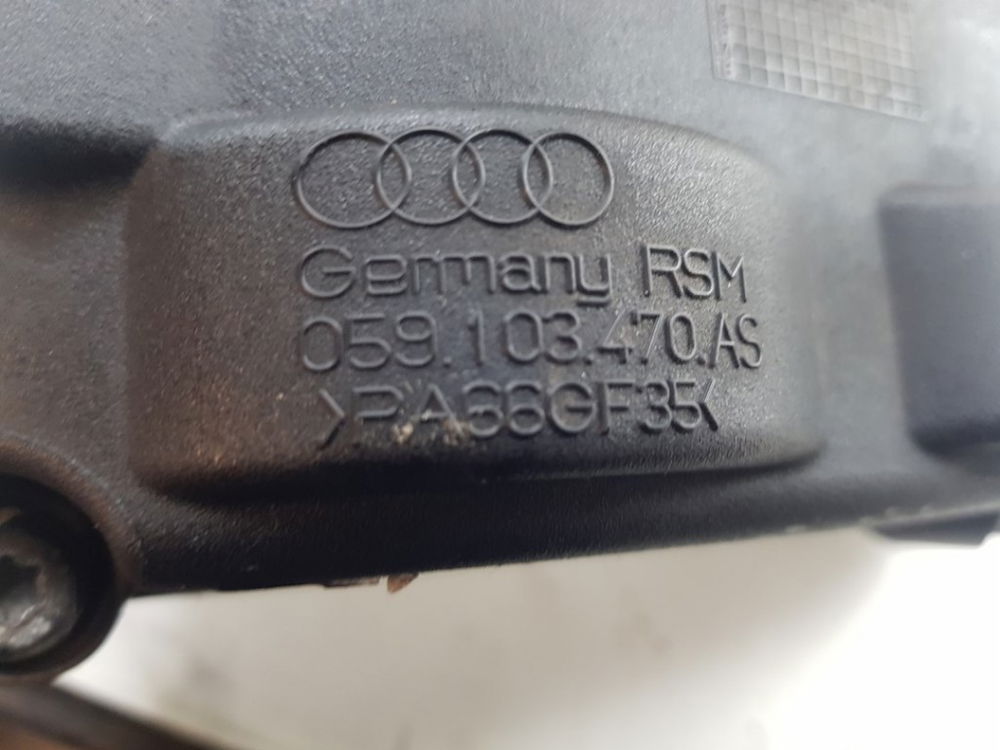 Germany RSM
059.103.470.AS
>PA66GF35<